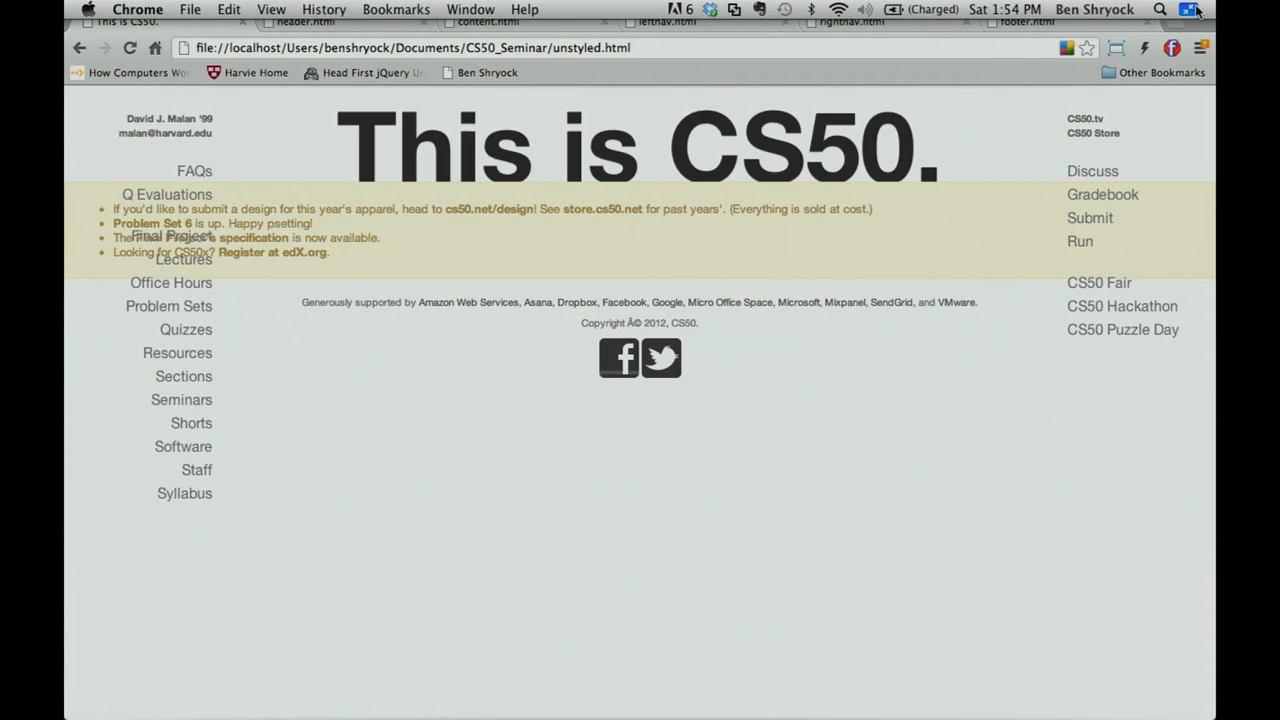 Chrome File Edit View History Bookmarks Window Help 6 (Charged) Sat 1:54 PM Ben Shryock
This is CS50. header.html content.html leftnav.html rightnav.html footer.html
file://localhost/Users/benshryock/Documents/CS50_Seminar/unstyled.html
How Computers Wo Harvie Home Head First jQuery Ben Shryock Other Bookmarks
David J. Malan '99
malan@harvard.edu
FAQs
Q Evaluations
Final Project
Lectures
Office Hours
Problem Sets
Quizzes
Resources
Sections
Seminars
Shorts
Software
Staff
Syllabus
This is CS50.
• If you'd like to submit a design for this year's apparel, head to cs50.net/design! See store.cs50.net for past years'. (Everything is sold at cost.)
• Problem Set 6 is up. Happy psetting!
• The Final Project's specification is now available.
• Looking for CS50x? Register at edX.org.
Generously supported by Amazon Web Services, Asana, Dropbox, Facebook, Google, Micro Office Space, Microsoft, Mixpanel, SendGrid, and VMware.
Copyright Â© 2012, CS50.
CS50.tv
CS50 Store
Discuss
Gradebook
Submit
Run
CS50 Fair
CS50 Hackathon
CS50 Puzzle Day